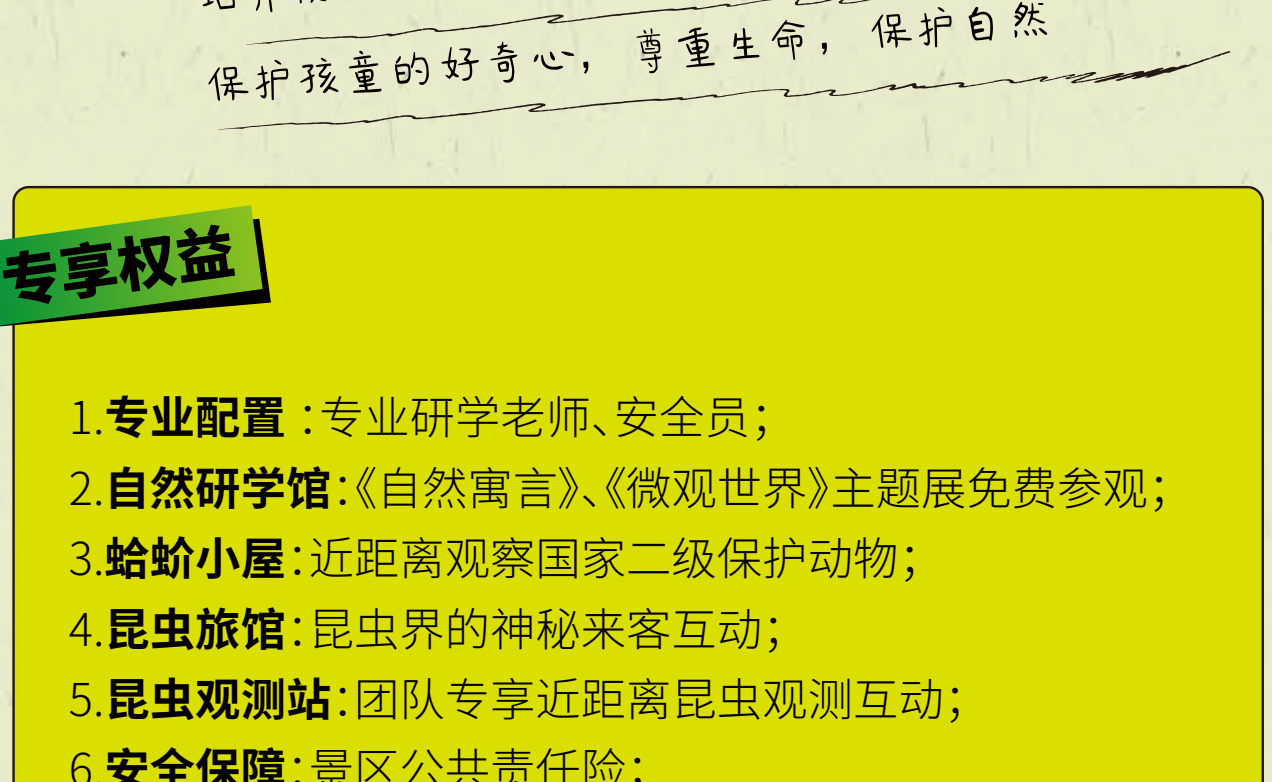 保护孩童的好奇心，尊重生命，保护自然
专享权益
1.专业配置：专业研学老师、安全员；
2.自然研学馆：《自然寓言》、《微观世界》主题展免费参观；
3.蛤蚧小屋：近距离观察国家二级保护动物；
4.昆虫旅馆：昆虫界的神秘来客互动；
5.昆虫观测站：团队专享近距离昆虫观测互动；
6.安全保障：景区公共责任险；